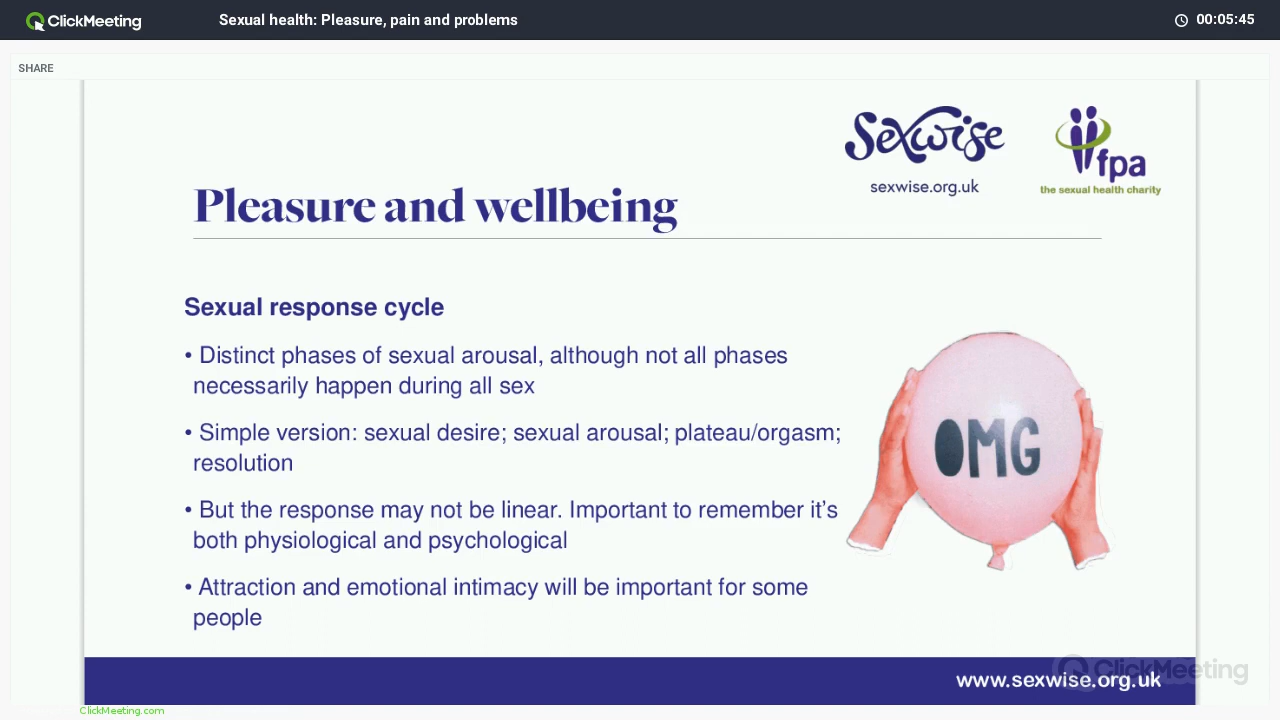 ClickMeeting
Sexual health: Pleasure, pain and problems
00:05:45
SHARE
Sexwise
sexwise.org.uk
fpa
the sexual health charity
Pleasure and wellbeing
Sexual response cycle
• Distinct phases of sexual arousal, although not all phases
necessarily happen during all sex
• Simple version: sexual desire; sexual arousal; plateau/orgasm;
resolution
• But the response may not be linear. Important to remember it’s
both physiological and psychological
• Attraction and emotional intimacy will be important for some
people
OMG
ClickMeeting
www.sexwise.org.uk
ClickMeeting.com